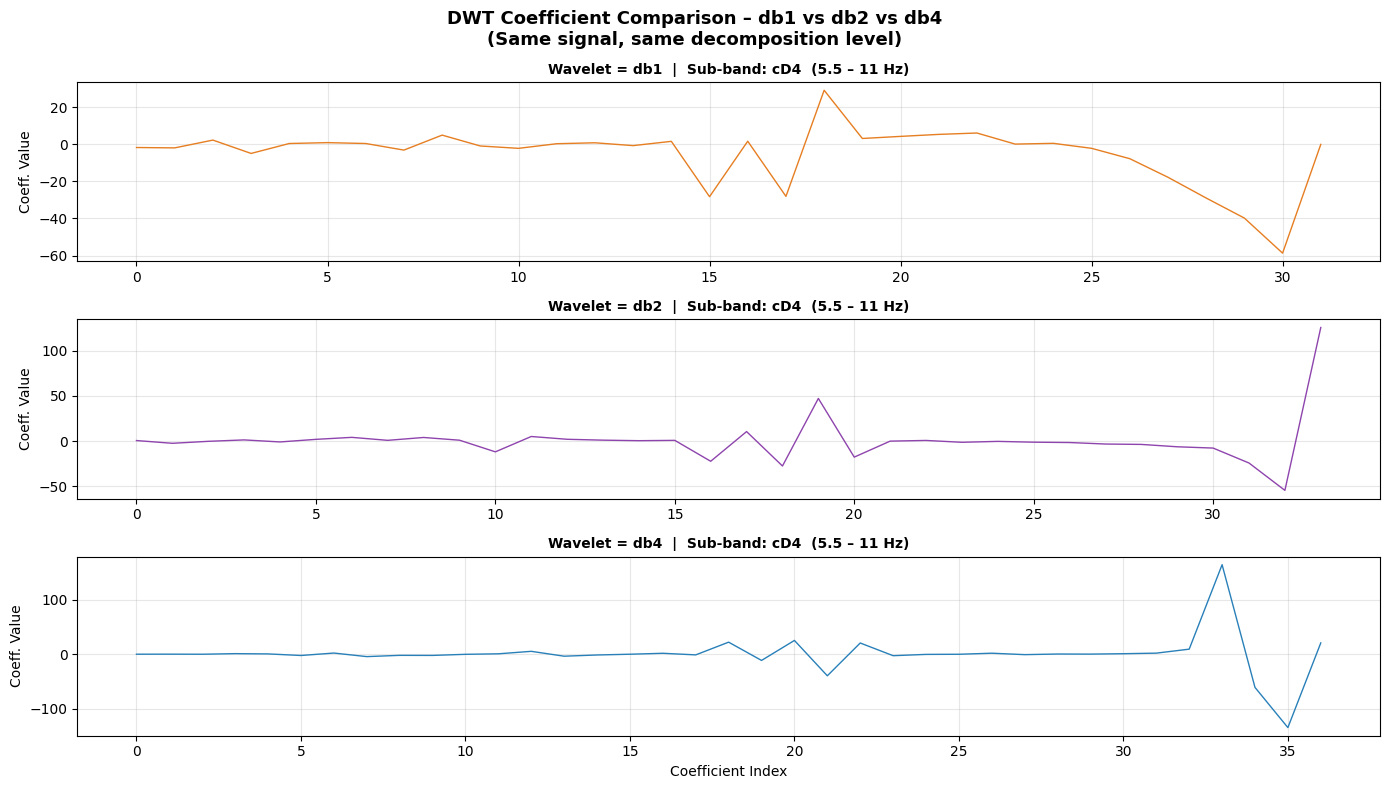 DWT Coefficient Comparison – db1 vs db2 vs db4
(Same signal, same decomposition level)
Wavelet = db1  |  Sub-band: cD4  (5.5 – 11 Hz)
Coeff. Value
20
0
−20
−40
−60
0 5 10 15 20 25 30
Wavelet = db2  |  Sub-band: cD4  (5.5 – 11 Hz)
Coeff. Value
100
50
0
−50
0 5 10 15 20 25 30
Wavelet = db4  |  Sub-band: cD4  (5.5 – 11 Hz)
Coeff. Value
100
0
−100
0 5 10 15 20 25 30 35
Coefficient Index